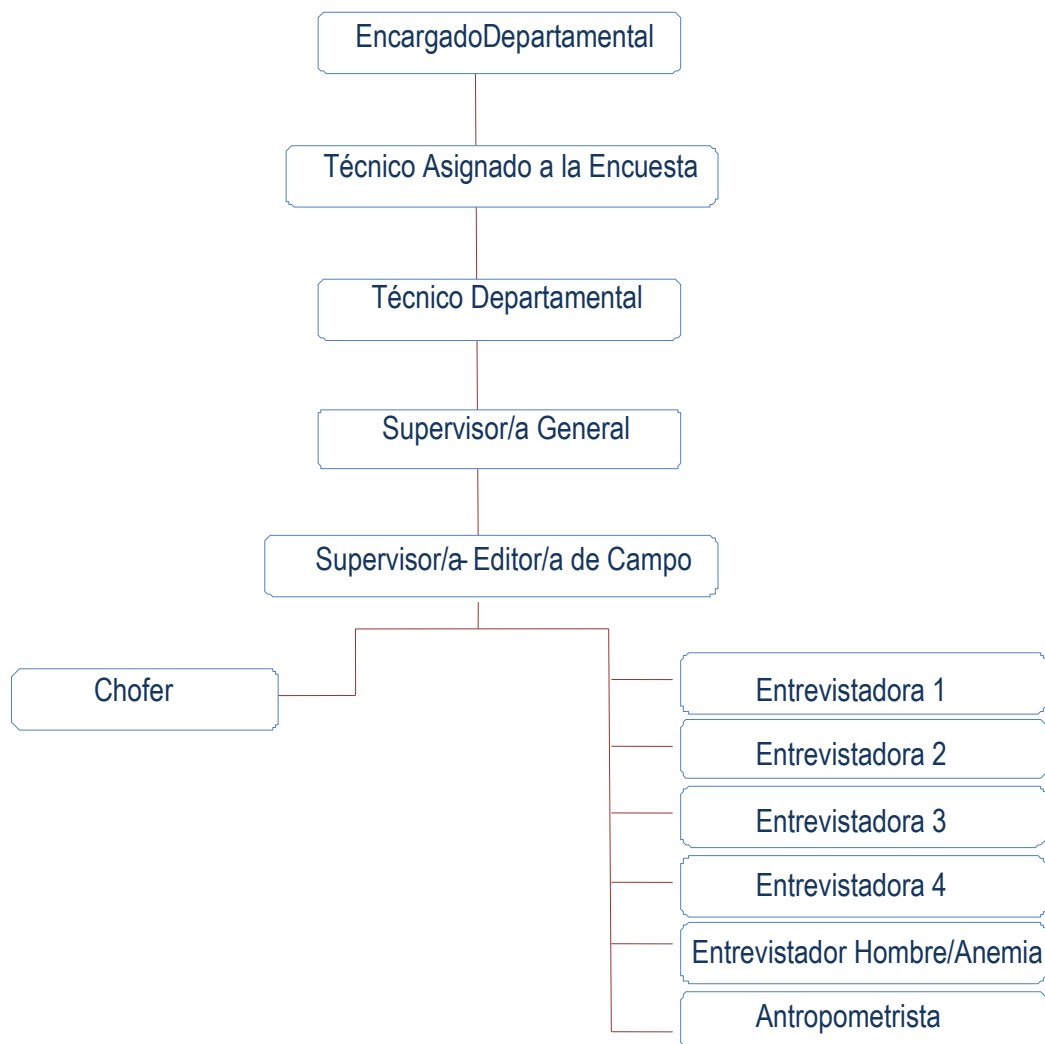 EncargadoDepartamental
Técnico Asignado a la Encuesta
Técnico Departamental
Supervisor/a General
Supervisor/a- Editor/a de Campo
Chofer
Entrevistadora 1
Entrevistadora 2
Entrevistadora 3
Entrevistadora 4
Entrevistador Hombre/Anemia
Antropometrista